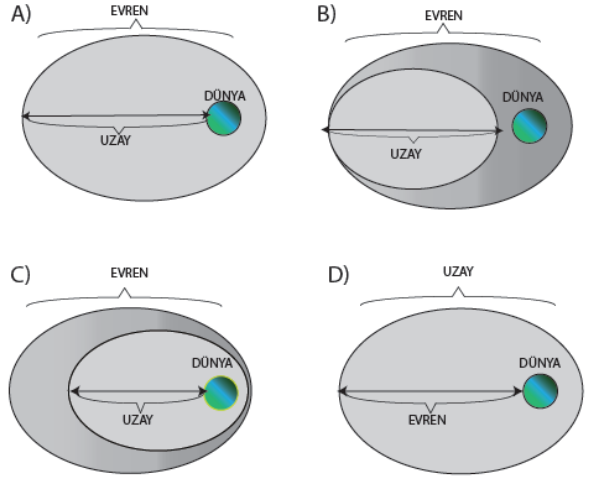 A)
EVREN
DÜNYA
UZAY
B)
EVREN
DÜNYA
UZAY
C)
EVREN
DÜNYA
UZAY
D)
UZAY
DÜNYA
EVREN